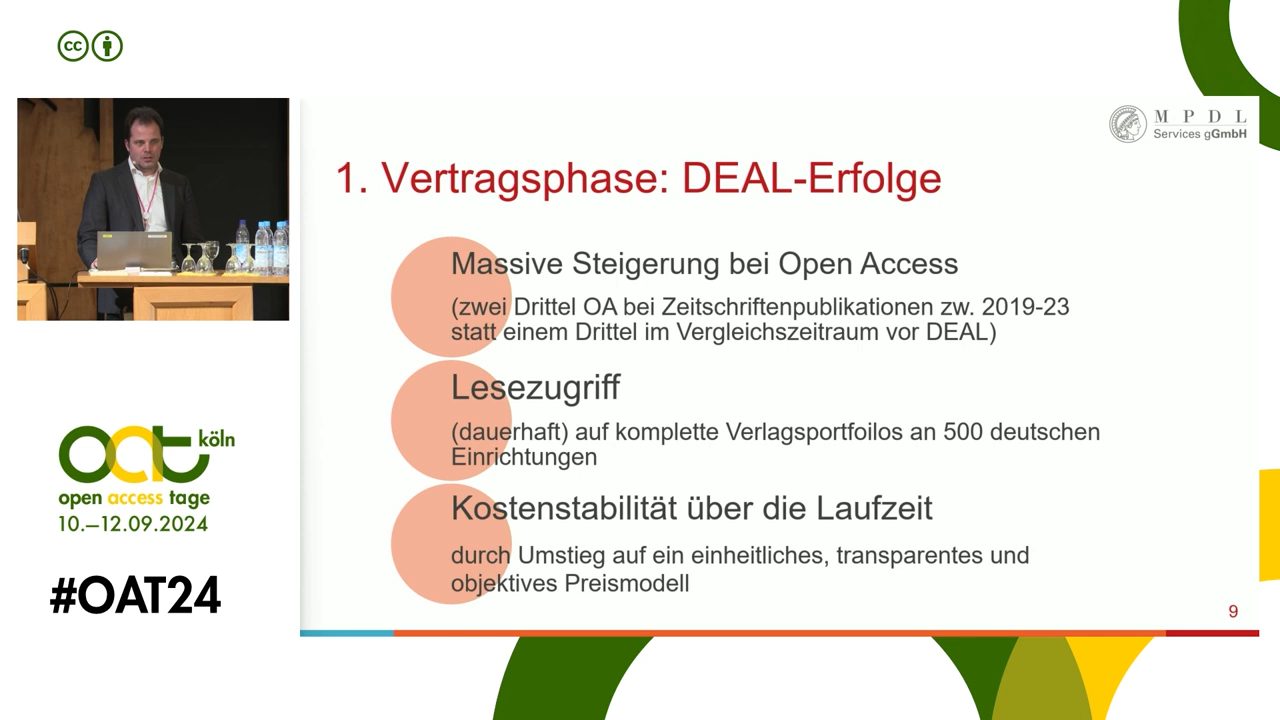 cc
MPDL
Services gGmbH
1. Vertragsphase: DEAL-Erfolge
Massive Steigerung bei Open Access
(zwei Drittel OA bei Zeitschriftenpublikationen zw. 2019-23
statt einem Drittel im Vergleichszeitraum vor DEAL)
Lesezugriff
(dauerhaft) auf komplette Verlagsportfoilos an 500 deutschen
Einrichtungen
Kostenstabilität über die Laufzeit
durch Umstieg auf ein einheitliches, transparentes und
objektives Preismodell
9
oat köln
open access tage
10.–12.09.2024
#OAT24